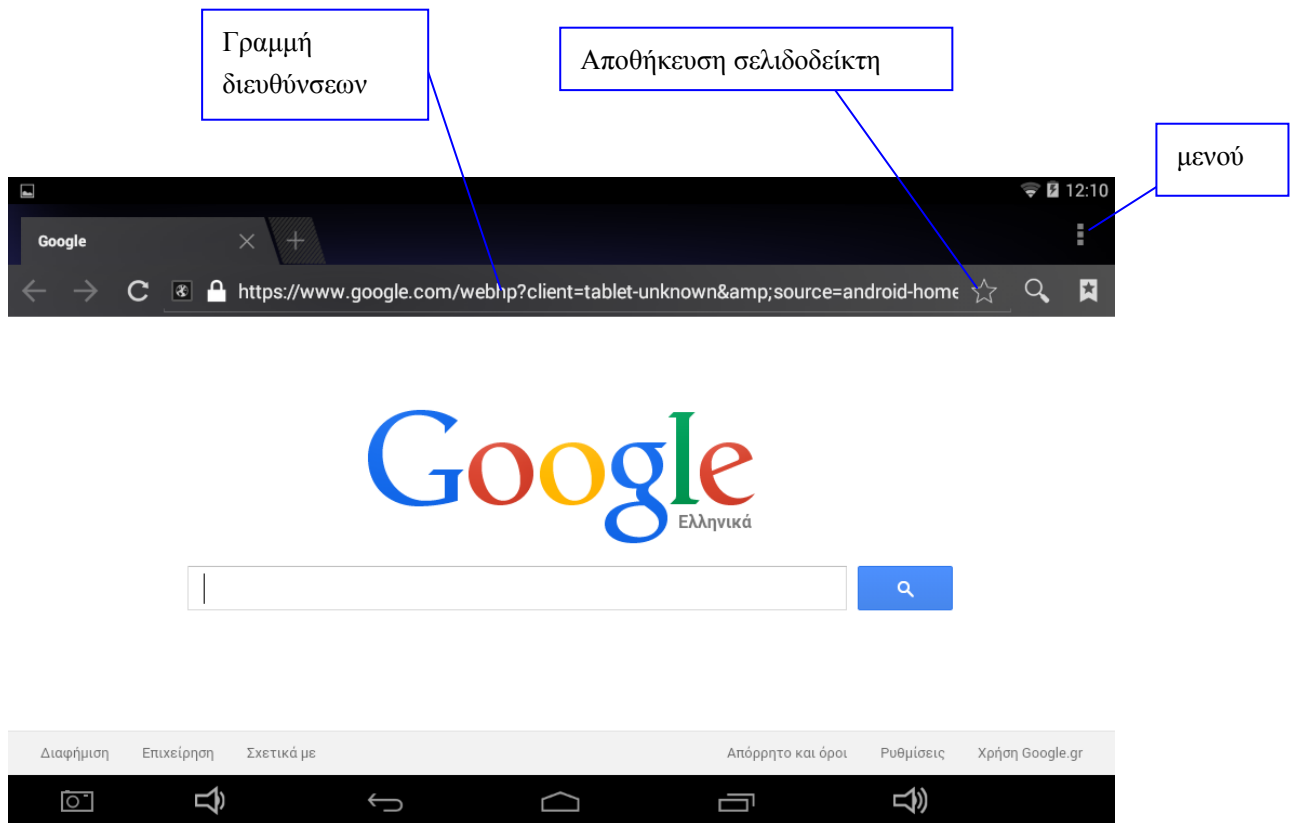 Γραμμή
διευθύνσεων
Αποθήκευση σελιδοδείκτη
μενού
12:10
Google
https://www.google.com/webhp?client=tablet-unknown&amp;source=android-home
Google
Ελληνικά
Διαφήμιση Επιχείρηση Σχετικά με Απόρρητο και όροι Ρυθμίσεις Χρήση Google.gr